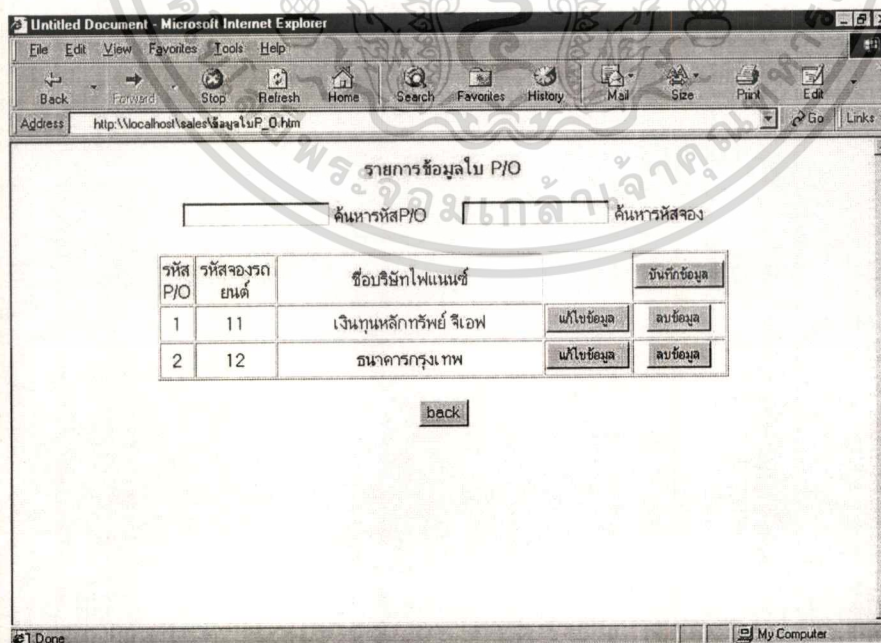 Untitled Document - Microsoft Internet Explorer
File Edit View Favorites Tools Help
Back Forward Stop Refresh Home Search Favorites History Mail Size Print Edit
Address http:\\localhost\sales\ข้อมูลใบP_O.htm Go Links
รายการข้อมูลใบ P/O
ค้นหารหัสP/O ค้นหารหัสจอง
รหัส P/O รหัสจองรถยนต์ ชื่อบริษัทไฟแนนซ์ บันทึกข้อมูล
1 11 เงินทุนหลักทรัพย์ จีเอฟ แก้ไขข้อมูล ลบข้อมูล
2 12 ธนาคารกรุงเทพ แก้ไขข้อมูล ลบข้อมูล
back
Done My Computer